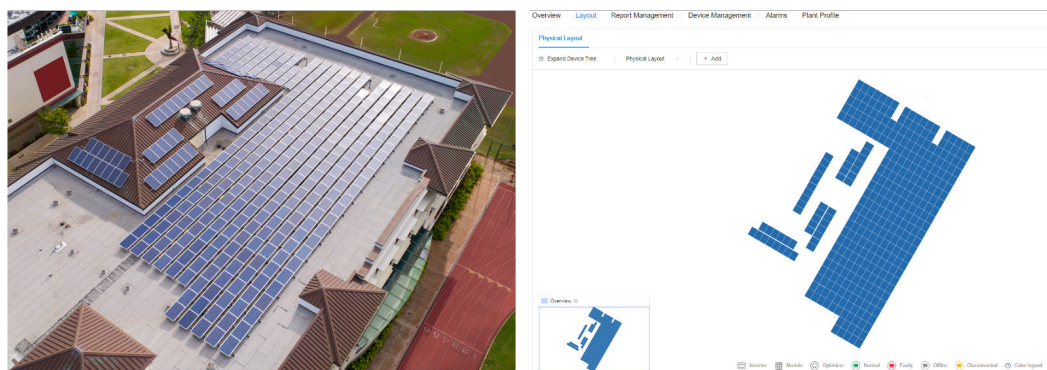 Overview Layout Report Management Device Management Alarms Plant Profile
Physical Layout
Expand Device Tree Physical Layout + Add
Overview
Inverter Module Optimizer Normal Faulty Offline Disconnected Color legend